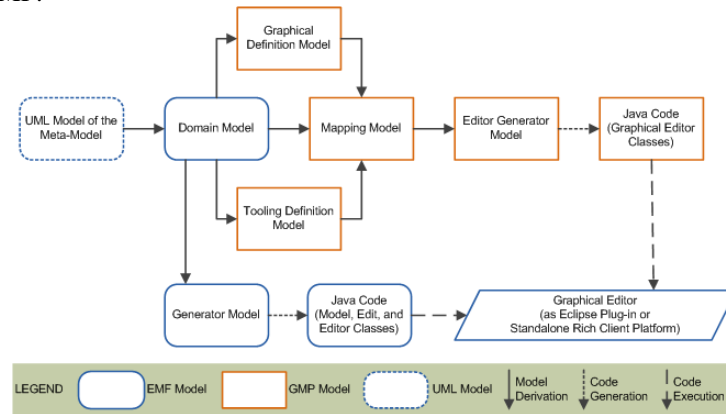 Graphical
Definition Model
UML Model of the
Meta-Model
Domain Model
Mapping Model
Editor Generator
Model
Java Code
(Graphical Editor
Classes)
Tooling Definition
Model
Generator Model
Java Code
(Model, Edit, and
Editor Classes)
Graphical Editor
(as Eclipse Plug-in or
Standalone Rich Client Platform)
LEGEND
EMF Model
GMP Model
UML Model
Model
Derivation
Code
Generation
Code
Execution